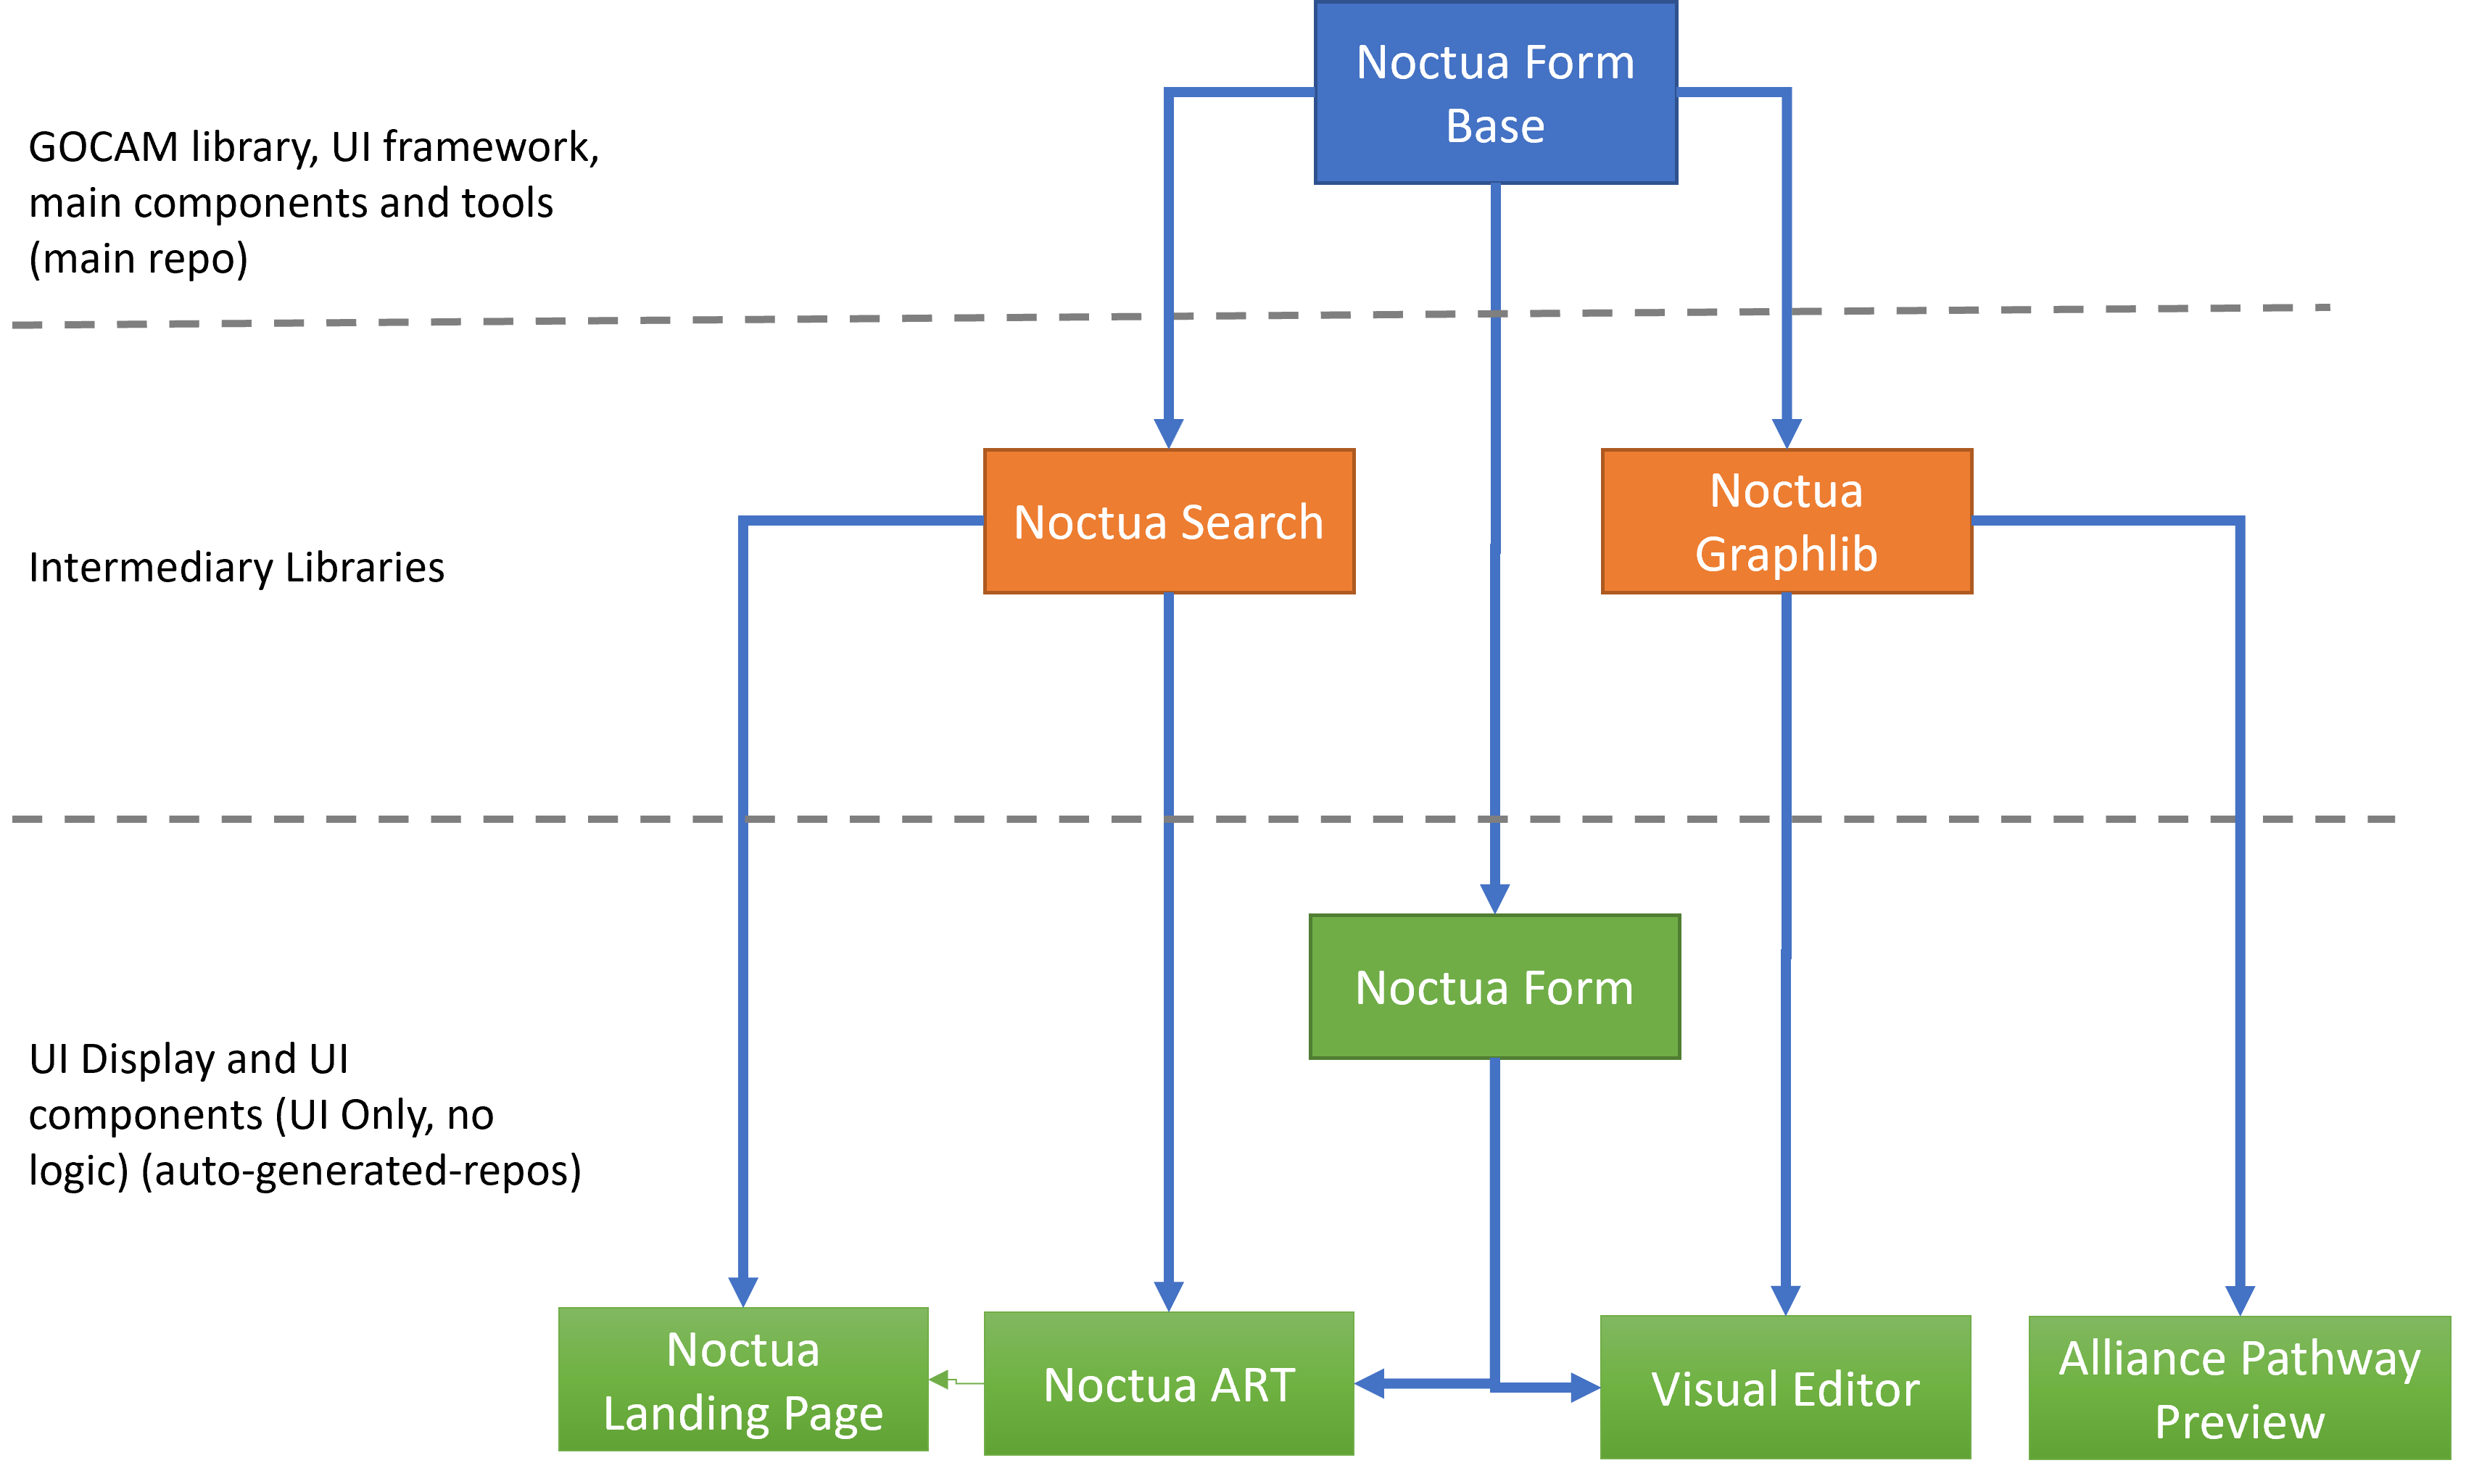 Noctua Form
Base
GOCAM library, UI framework,
main components and tools
(main repo)
Noctua Search
Noctua
Graphlib
Intermediary Libraries
Noctua Form
UI Display and UI
components (UI Only, no
logic) (auto-generated-repos)
Noctua
Landing Page
Noctua ART
Visual Editor
Alliance Pathway
Preview